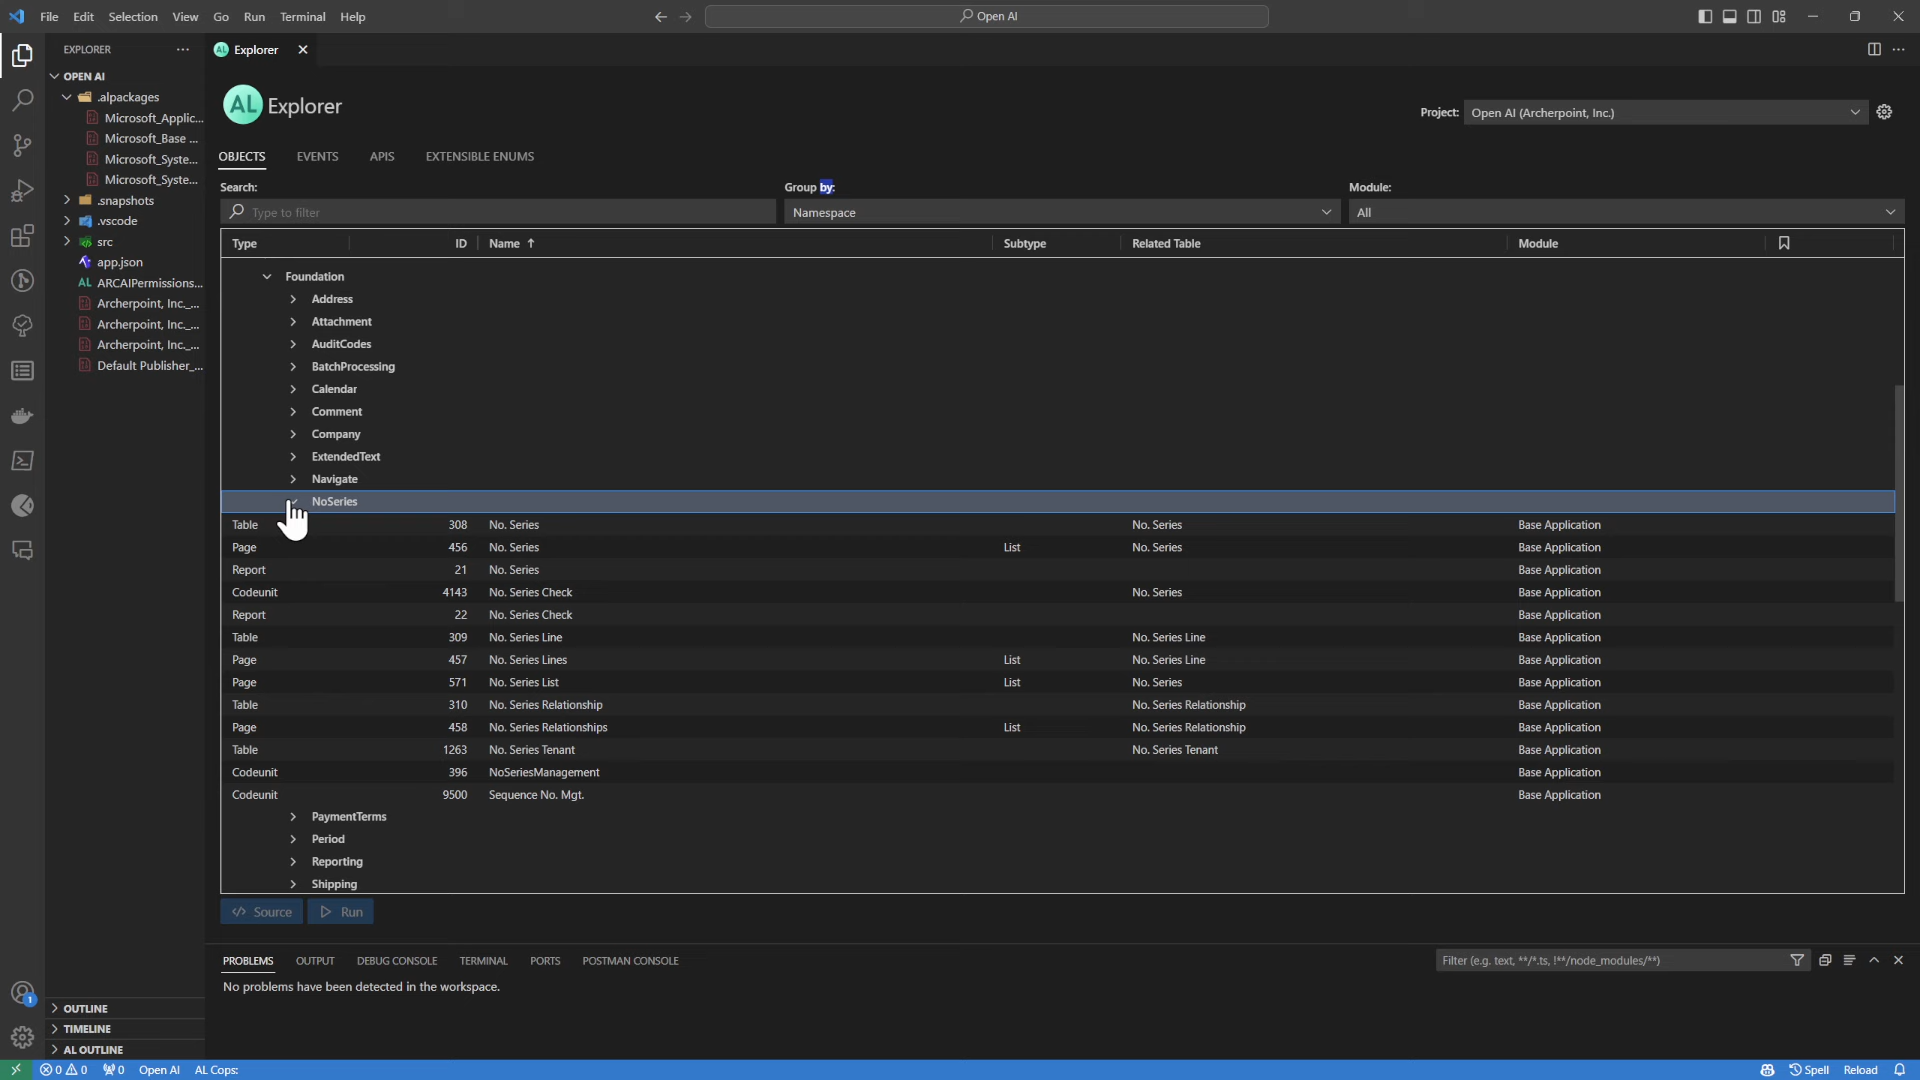 File Edit Selection View Go Run Terminal Help
Open AI
EXPLORER
OPEN AI
.alpackages
Microsoft_Applic...
Microsoft_Base ...
Microsoft_Syste...
Microsoft_Syste...
.snapshots
.vscode
src
app.json
AL ARCAIPermissions...
Archerpoint, Inc._...
Archerpoint, Inc._...
Archerpoint, Inc._...
Default Publisher_...
OUTLINE
TIMELINE
AL OUTLINE
AL Explorer
AL Explorer
Project: Open AI (Archerpoint, Inc.)
OBJECTS EVENTS APIS EXTENSIBLE ENUMS
Search: Group by: Module:
Type to filter Namespace All
Type ID Name Subtype Related Table Module
Foundation
Address
Attachment
AuditCodes
BatchProcessing
Calendar
Comment
Company
ExtendedText
Navigate
NoSeries
Table 308 No. Series No. Series Base Application
Page 456 No. Series List No. Series Base Application
Report 21 No. Series Base Application
Codeunit 4143 No. Series Check No. Series Base Application
Report 22 No. Series Check Base Application
Table 309 No. Series Line No. Series Line Base Application
Page 457 No. Series Lines List No. Series Line Base Application
Page 571 No. Series List List No. Series Base Application
Table 310 No. Series Relationship No. Series Relationship Base Application
Page 458 No. Series Relationships List No. Series Relationship Base Application
Table 1263 No. Series Tenant No. Series Tenant Base Application
Codeunit 396 NoSeriesManagement Base Application
Codeunit 9500 Sequence No. Mgt. Base Application
PaymentTerms
Period
Reporting
Shipping
Source Run
PROBLEMS OUTPUT DEBUG CONSOLE TERMINAL PORTS POSTMAN CONSOLE Filter (e.g. text, **/*.ts, !**/node_modules/**)
No problems have been detected in the workspace.
1
0 0 0 Open AI AL Cops: Spell Reload